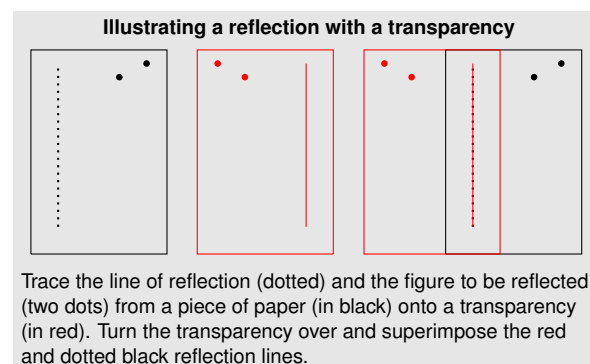 Illustrating a reflection with a transparency
Trace the line of reflection (dotted) and the figure to be reflected
(two dots) from a piece of paper (in black) onto a transparency
(in red). Turn the transparency over and superimpose the red
and dotted black reflection lines.